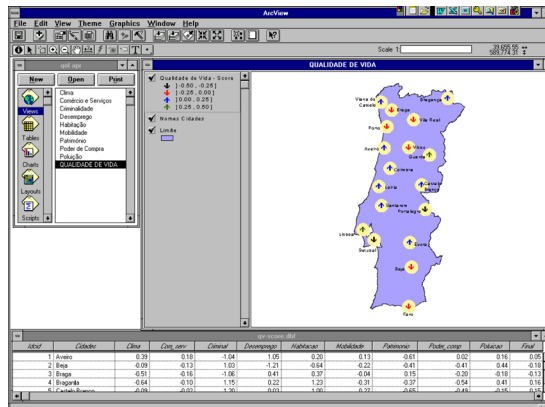 ArcView
File Edit View Theme Graphics Window Help
Scale 1:
39,695.55
589,774.31
qol.apr
New Open Print
Views
Tables
Charts
Layouts
Scripts
Clima
Comércio e Serviços
Criminalidade
Desemprego
Habitação
Mobilidade
Património
Poder de Compra
Poluição
QUALIDADE DE VIDA
QUALIDADE DE VIDA
Qualidade de Vida - Score
]-0.50, -0.25]
]-0.25, 0.00]
]0.00, 0.25]
]0.25, 0.50]
Nomes Cidades
Limite
Viana do Castelo
Bragança
Braga
Vila Real
Porto
Aveiro
Viseu
Guarda
Coimbra
Castelo Branco
Leiria
Santarem
Portalegre
Lisboa
Setubal
Evora
Beja
Faro
qv-score.dbf
Idcid Cidades Clima Com_serv Criminal Desemprego Habitacao Mobilidade Patrimonio Poder_comp Poluicao Final
1 Aveiro 0.39 0.18 -1.04 1.05 0.20 0.13 -0.61 0.02 0.16 0.05
2 Beja -0.09 -0.13 1.03 -1.21 -0.64 -0.22 -0.41 -0.41 0.44 -0.18
3 Braga -0.51 -0.16 -1.06 0.41 0.37 -0.04 0.15 -0.20 -0.18 -0.13
4 Bragança -0.64 -0.10 1.15 0.22 1.23 -0.31 -0.37 -0.54 0.41 0.16
5 Castelo Branco